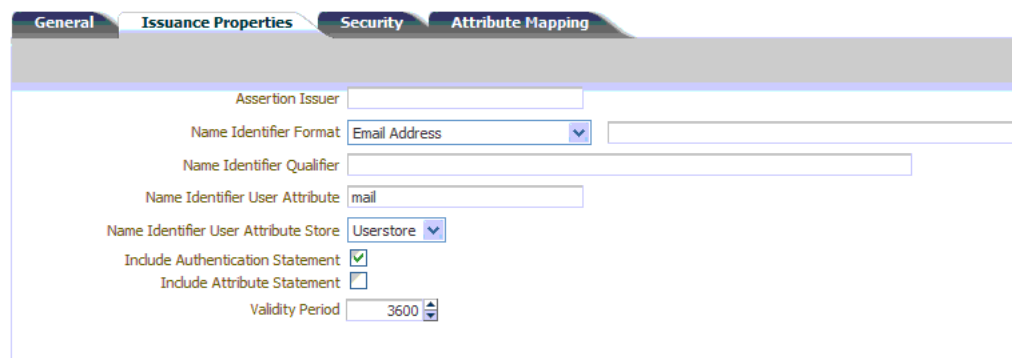 General Issuance Properties Security Attribute Mapping
Assertion Issuer
Name Identifier Format Email Address
Name Identifier Qualifier
Name Identifier User Attribute mail
Name Identifier User Attribute Store Userstore
Include Authentication Statement
Include Attribute Statement
Validity Period 3600